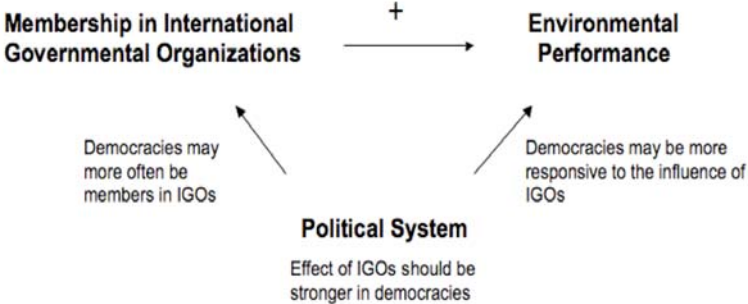 +
Membership in International
Governmental Organizations
Environmental
Performance
Democracies may
more often be
members in IGOs
Democracies may be more
responsive to the influence of
IGOs
Political System
Effect of IGOs should be
stronger in democracies